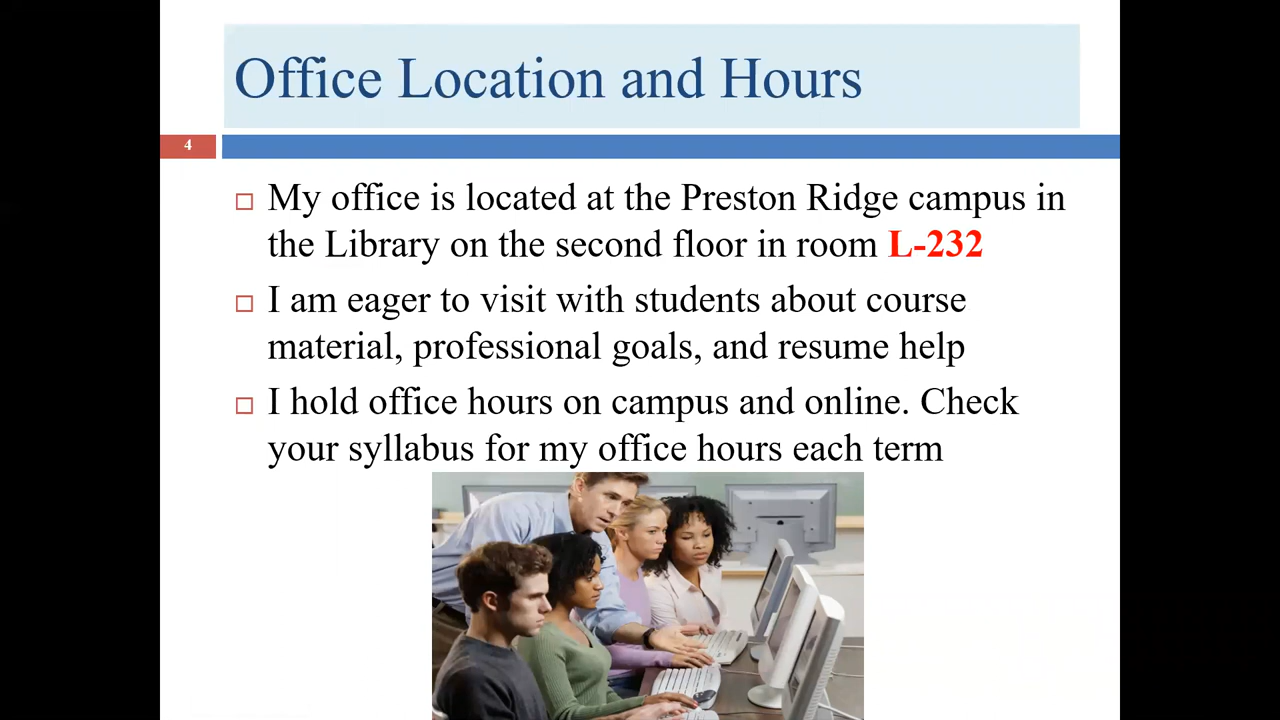 Office Location and Hours
4
My office is located at the Preston Ridge campus in
the Library on the second floor in room L-232
I am eager to visit with students about course
material, professional goals, and resume help
I hold office hours on campus and online. Check
your syllabus for my office hours each term